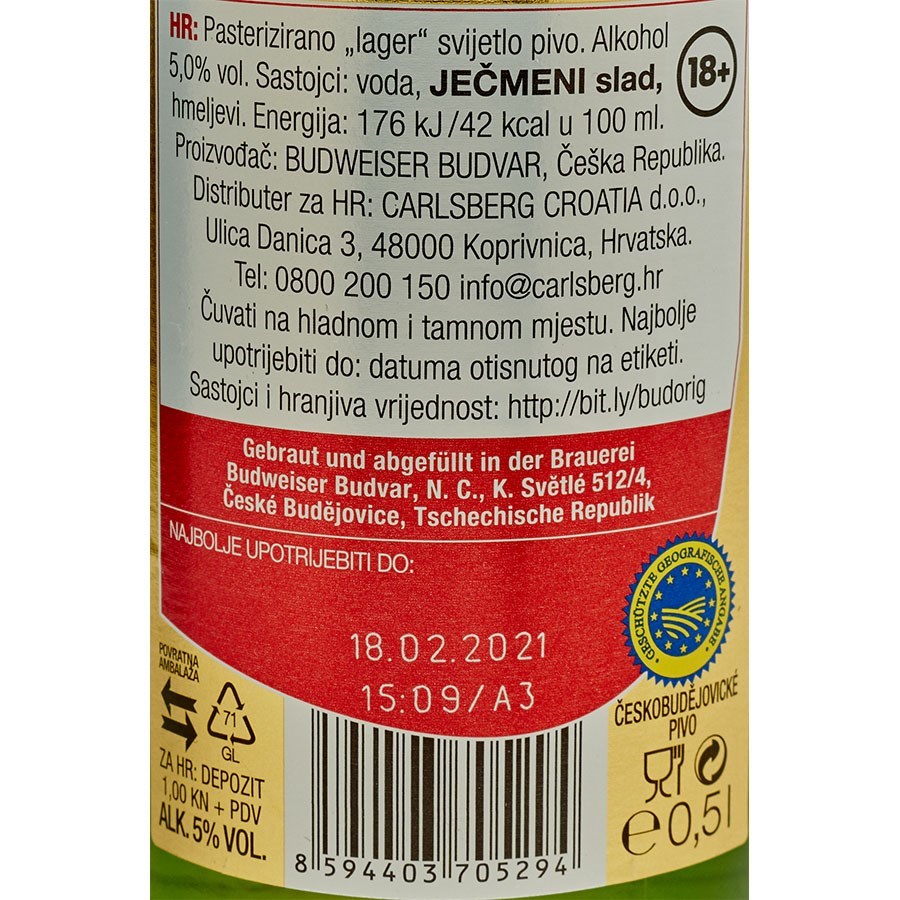 HR: Pasterizirano „lager“ svijetlo pivo. Alkohol
5,0% vol. Sastojci: voda, JEČMENI slad,
18+
hmeljevi. Energija: 176 kJ/42 kcal u 100 ml.
Proizvođač: BUDWEISER BUDVAR, Češka Republika.
Distributer za HR: CARLSBERG CROATIA d.o.o.,
Ulica Danica 3, 48000 Koprivnica, Hrvatska.
Tel: 0800 200 150 info@carlsberg.hr
Čuvati na hladnom i tamnom mjestu. Najbolje
upotrijebiti do: datuma otisnutog na etiketi.
Sastojci i hranjiva vrijednost: http://bit.ly/budorig
Gebraut und abgefüllt in der Brauerei
Budweiser Budvar, N. C., K. Světlé 512/4,
České Budějovice, Tschechische Republik
NAJBOLJE UPOTRIJEBITI DO:
18.02.2021
15:09/A3
GESCHÜTZTE GEOGRAFISCHE ANGABE
POVRATNA
AMBALAŽA
71
GL
ZA HR: DEPOZIT
1,00 KN + PDV
ALK. 5% VOL.
8 594403 705294
ČESKOBUDĚJOVICKÉ
PIVO
e 0,5l